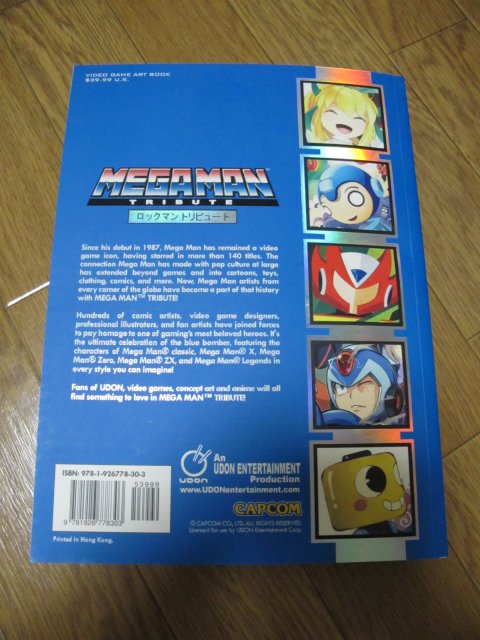 VIDEO GAME ART BOOK
$39.99 U.S.
MEGAMAN™
TRIBUTE
ロックマントリビュート
Since his debut in 1987, Mega Man has remained a video
game icon, having starred in more than 140 titles. The
connection Mega Man has made with pop culture at large
has extended beyond games and into cartoons, toys,
clothing, comics, and more. Now, Mega Man artists from
every corner of the globe have become a part of that history
with MEGA MAN™ TRIBUTE!
Hundreds of comic artists, video game designers,
professional illustrators, and fan artists have joined forces
to pay homage to one of gaming's most beloved heroes. It's
the ultimate celebration of the blue bomber, featuring the
characters of Mega Man® classic, Mega Man® X, Mega
Man® Zero, Mega Man® ZX, and Mega Man® Legends in
every style you can imagine!
Fans of UDON, video games, concept art and anime will all
find something to love in MEGA MAN™ TRIBUTE!
ISBN: 978-1-926778-30-3
53999
9 781926 778303
Printed in Hong Kong.
UDON
An
UDON ENTERTAINMENT
Production
www.UDONentertainment.com
CAPCOM
© CAPCOM CO., LTD. ALL RIGHTS RESERVED.
Licensed for use by UDON Entertainment Corp.